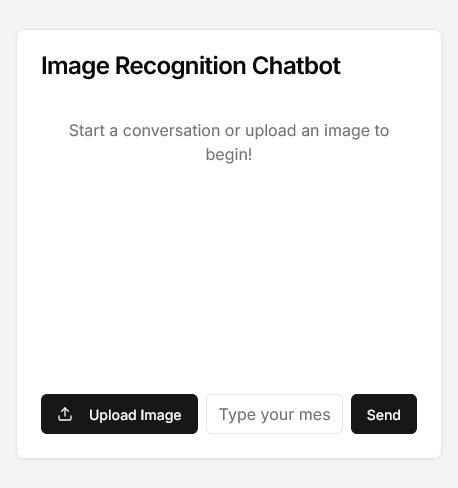 Image Recognition Chatbot
Start a conversation or upload an image to
begin!
Upload Image
Type your mes
Send